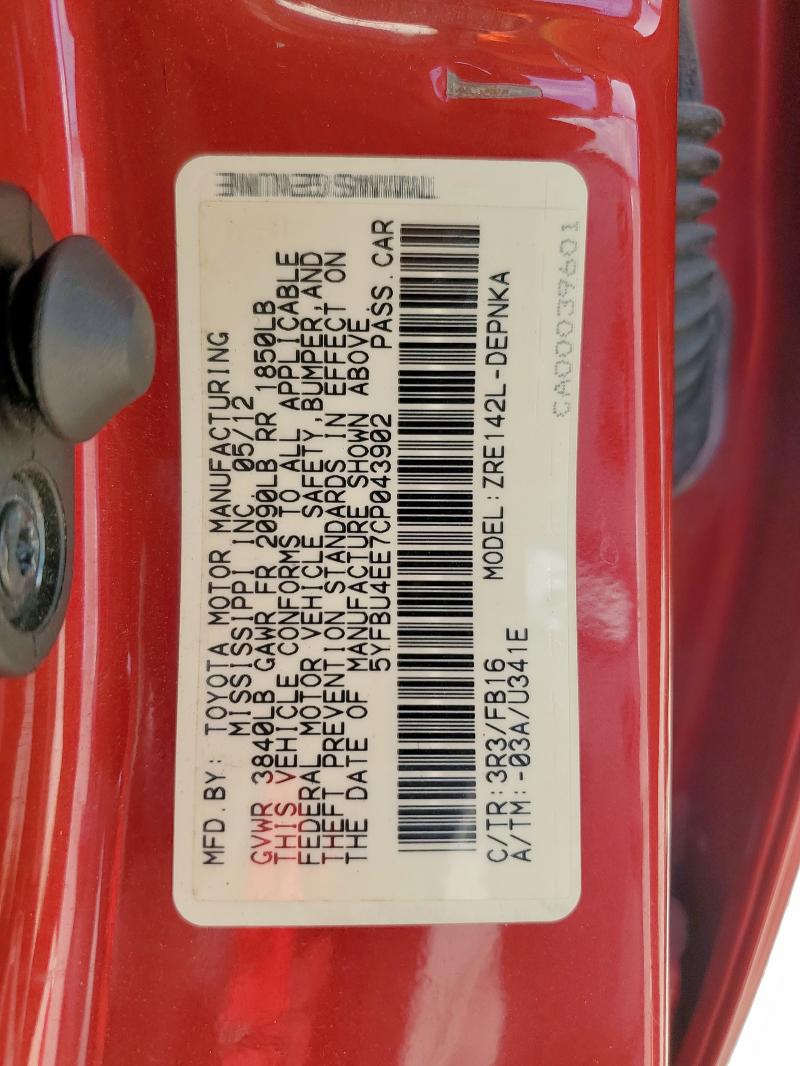 MFD.BY: TOYOTA MOTOR MANUFACTURING
MISSISSIPPI INC. 05/12
GVWR 3840LB GAWR FR 2090LB RR 1850LB
THIS VEHICLE CONFORMS TO ALL APPLICABLE
FEDERAL MOTOR VEHICLE SAFETY,BUMPER,AND
THEFT PREVENTION STANDARDS IN EFFECT ON
THE DATE OF MANUFACTURE SHOWN ABOVE.
5YFBU4EE7CP043902 PASS.CAR
C/TR:3R3/FB16 MODEL:ZRE142L-DEPNKA
A/TM:-03A/U341E
CA00039601